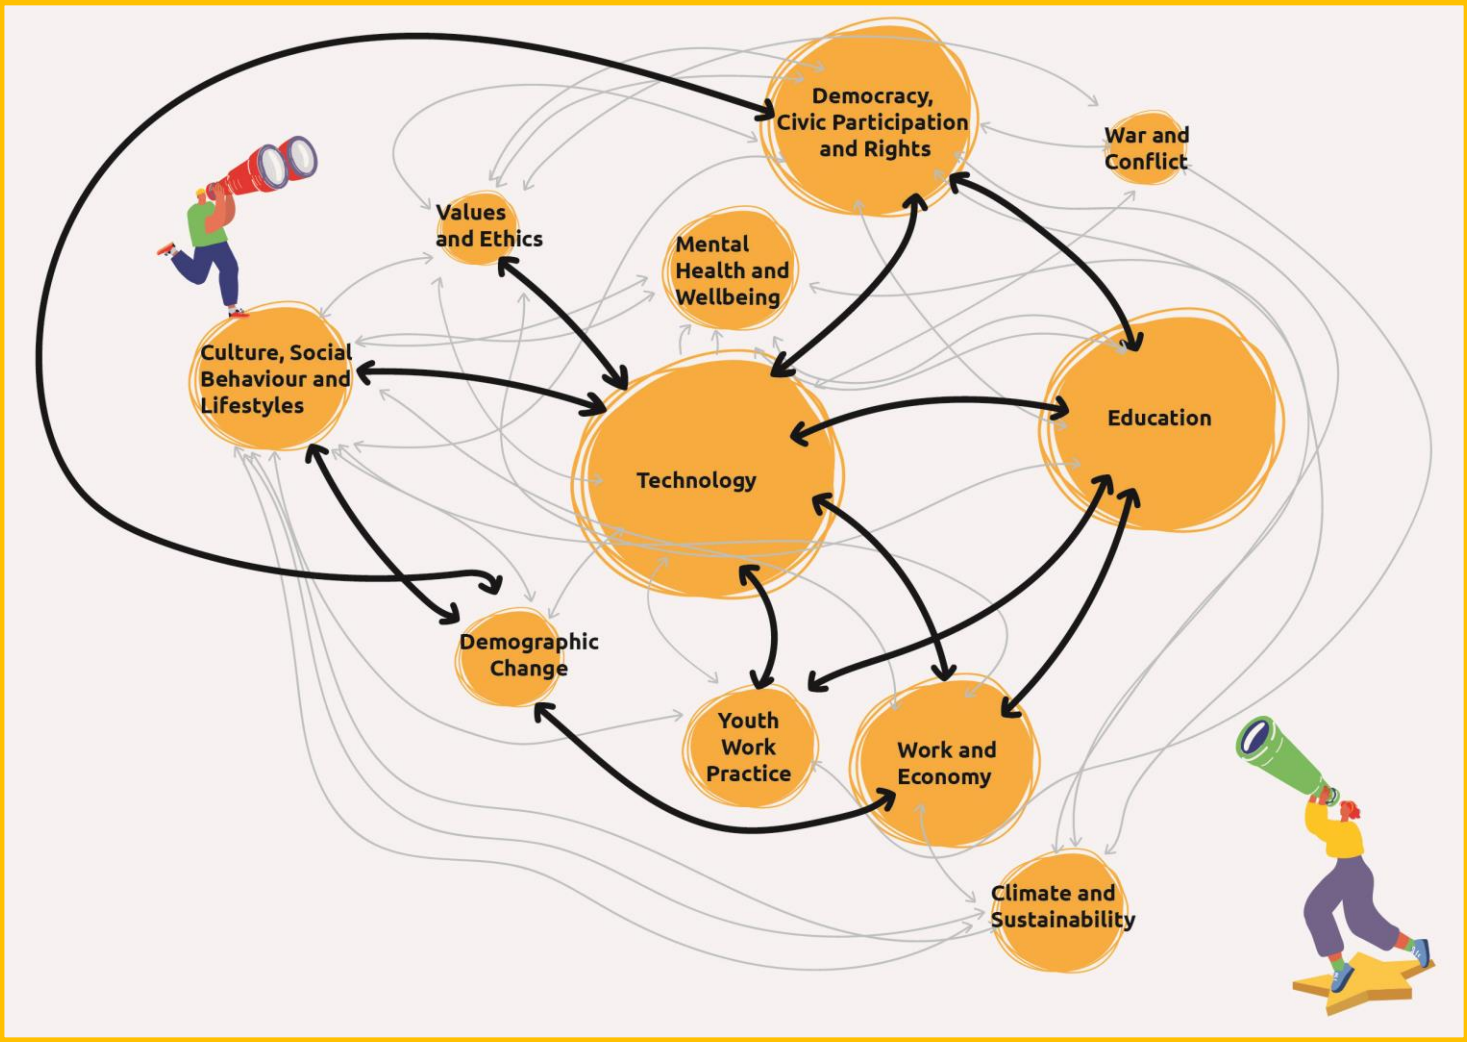 Democracy,
Civic Participation
and Rights
War and
Conflict
Values
and Ethics
Mental
Health and
Wellbeing
Culture, Social
Behaviour and
Lifestyles
Education
Technology
Demographic
Change
Youth
Work
Practice
Work and
Economy
Climate and
Sustainability